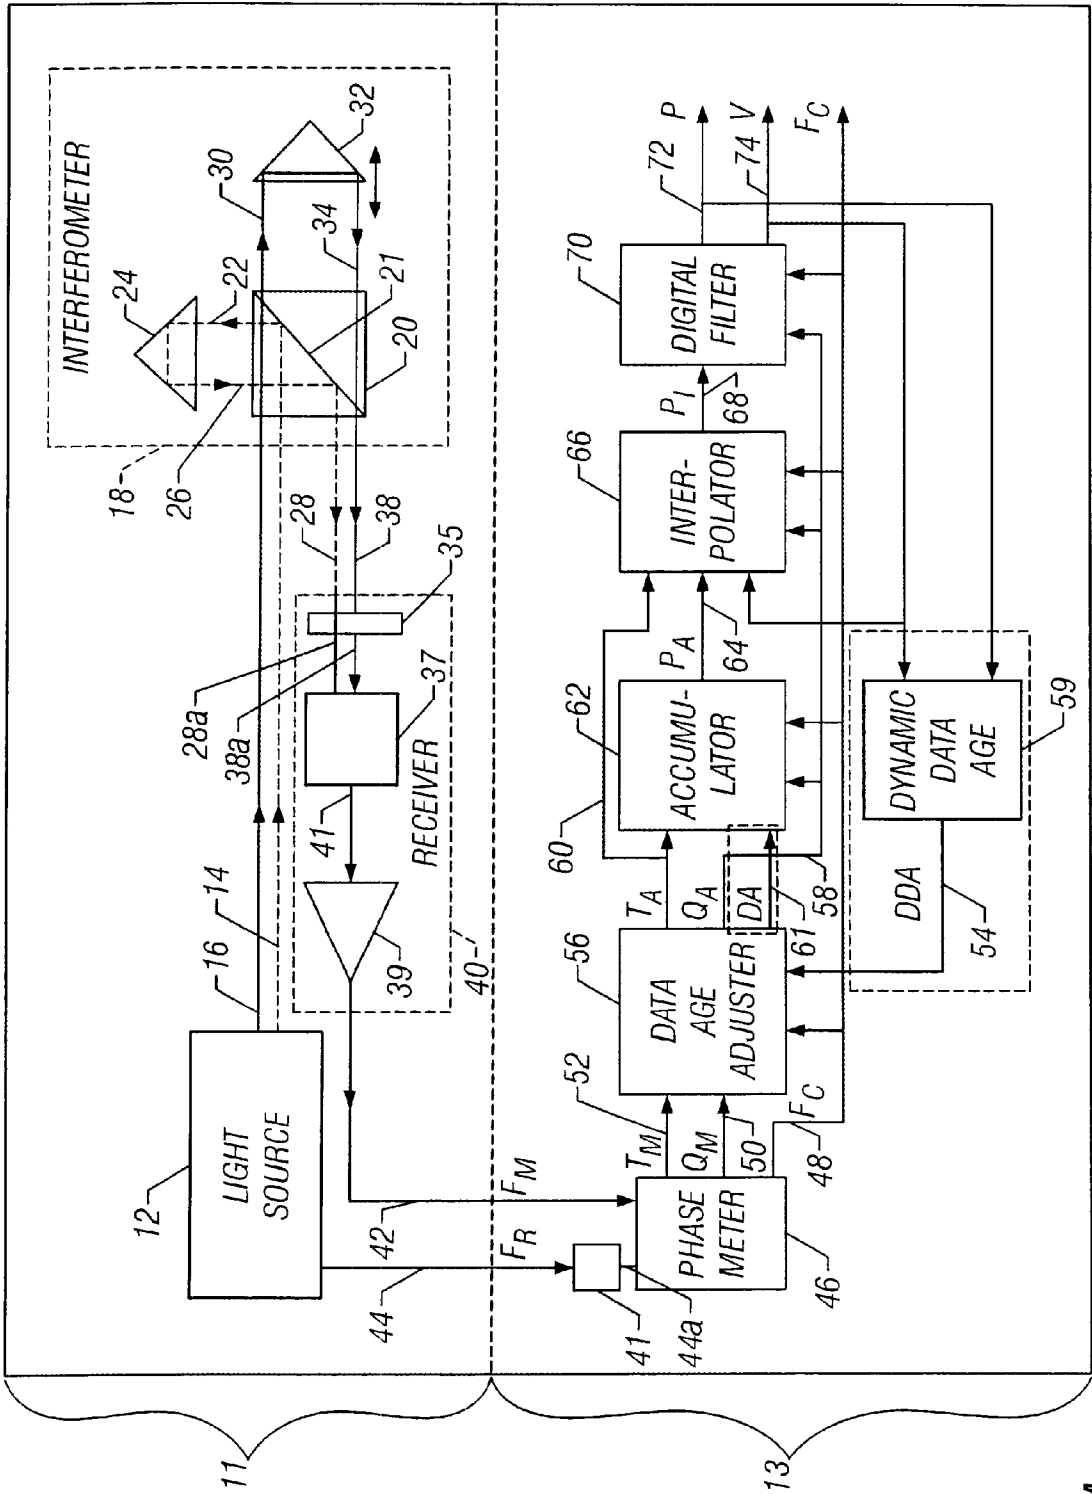 INTERFEROMETER
24
22
30
32
34
21
20
26
18
16
14
12
LIGHT
SOURCE
28
38
35
28a
38a
37
41
39
RECEIVER
40
11
44
42
F_R
F_M
41
44a
PHASE
METER
46
T_M
52
Q_M
50
F_C
48
DATA
AGE
ADJUSTER
56
T_A
60
Q_A
DA
61
58
ACCUMU-
LATOR
62
P_A
64
INTER-
POLATOR
66
P_I
68
DIGITAL
FILTER
70
72
P
74
V
F_C
DDA
54
DYNAMIC
DATA
AGE
59
13